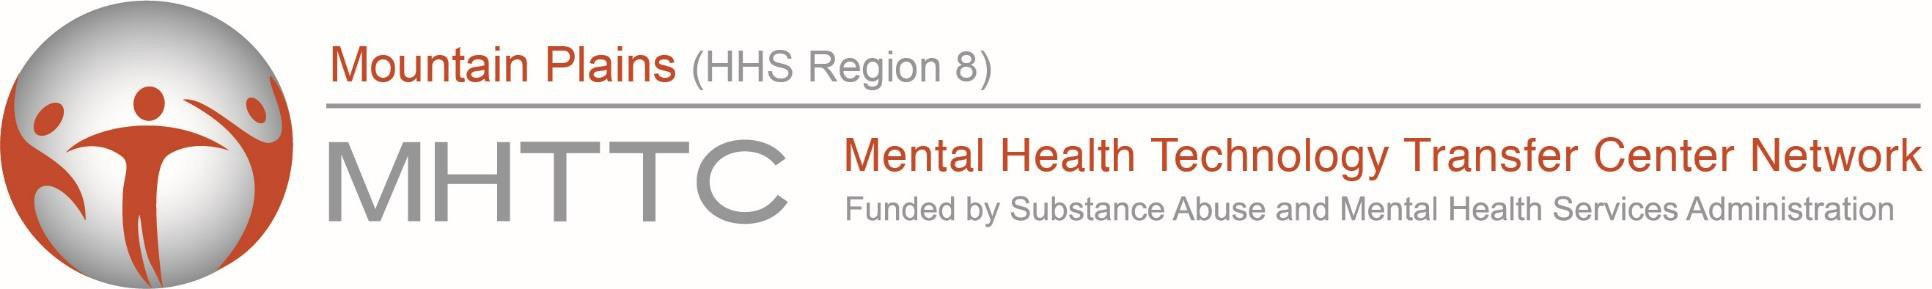 Mountain Plains (HHS Region 8)
MHTTC
Mental Health Technology Transfer Center Network
Funded by Substance Abuse and Mental Health Services Administration